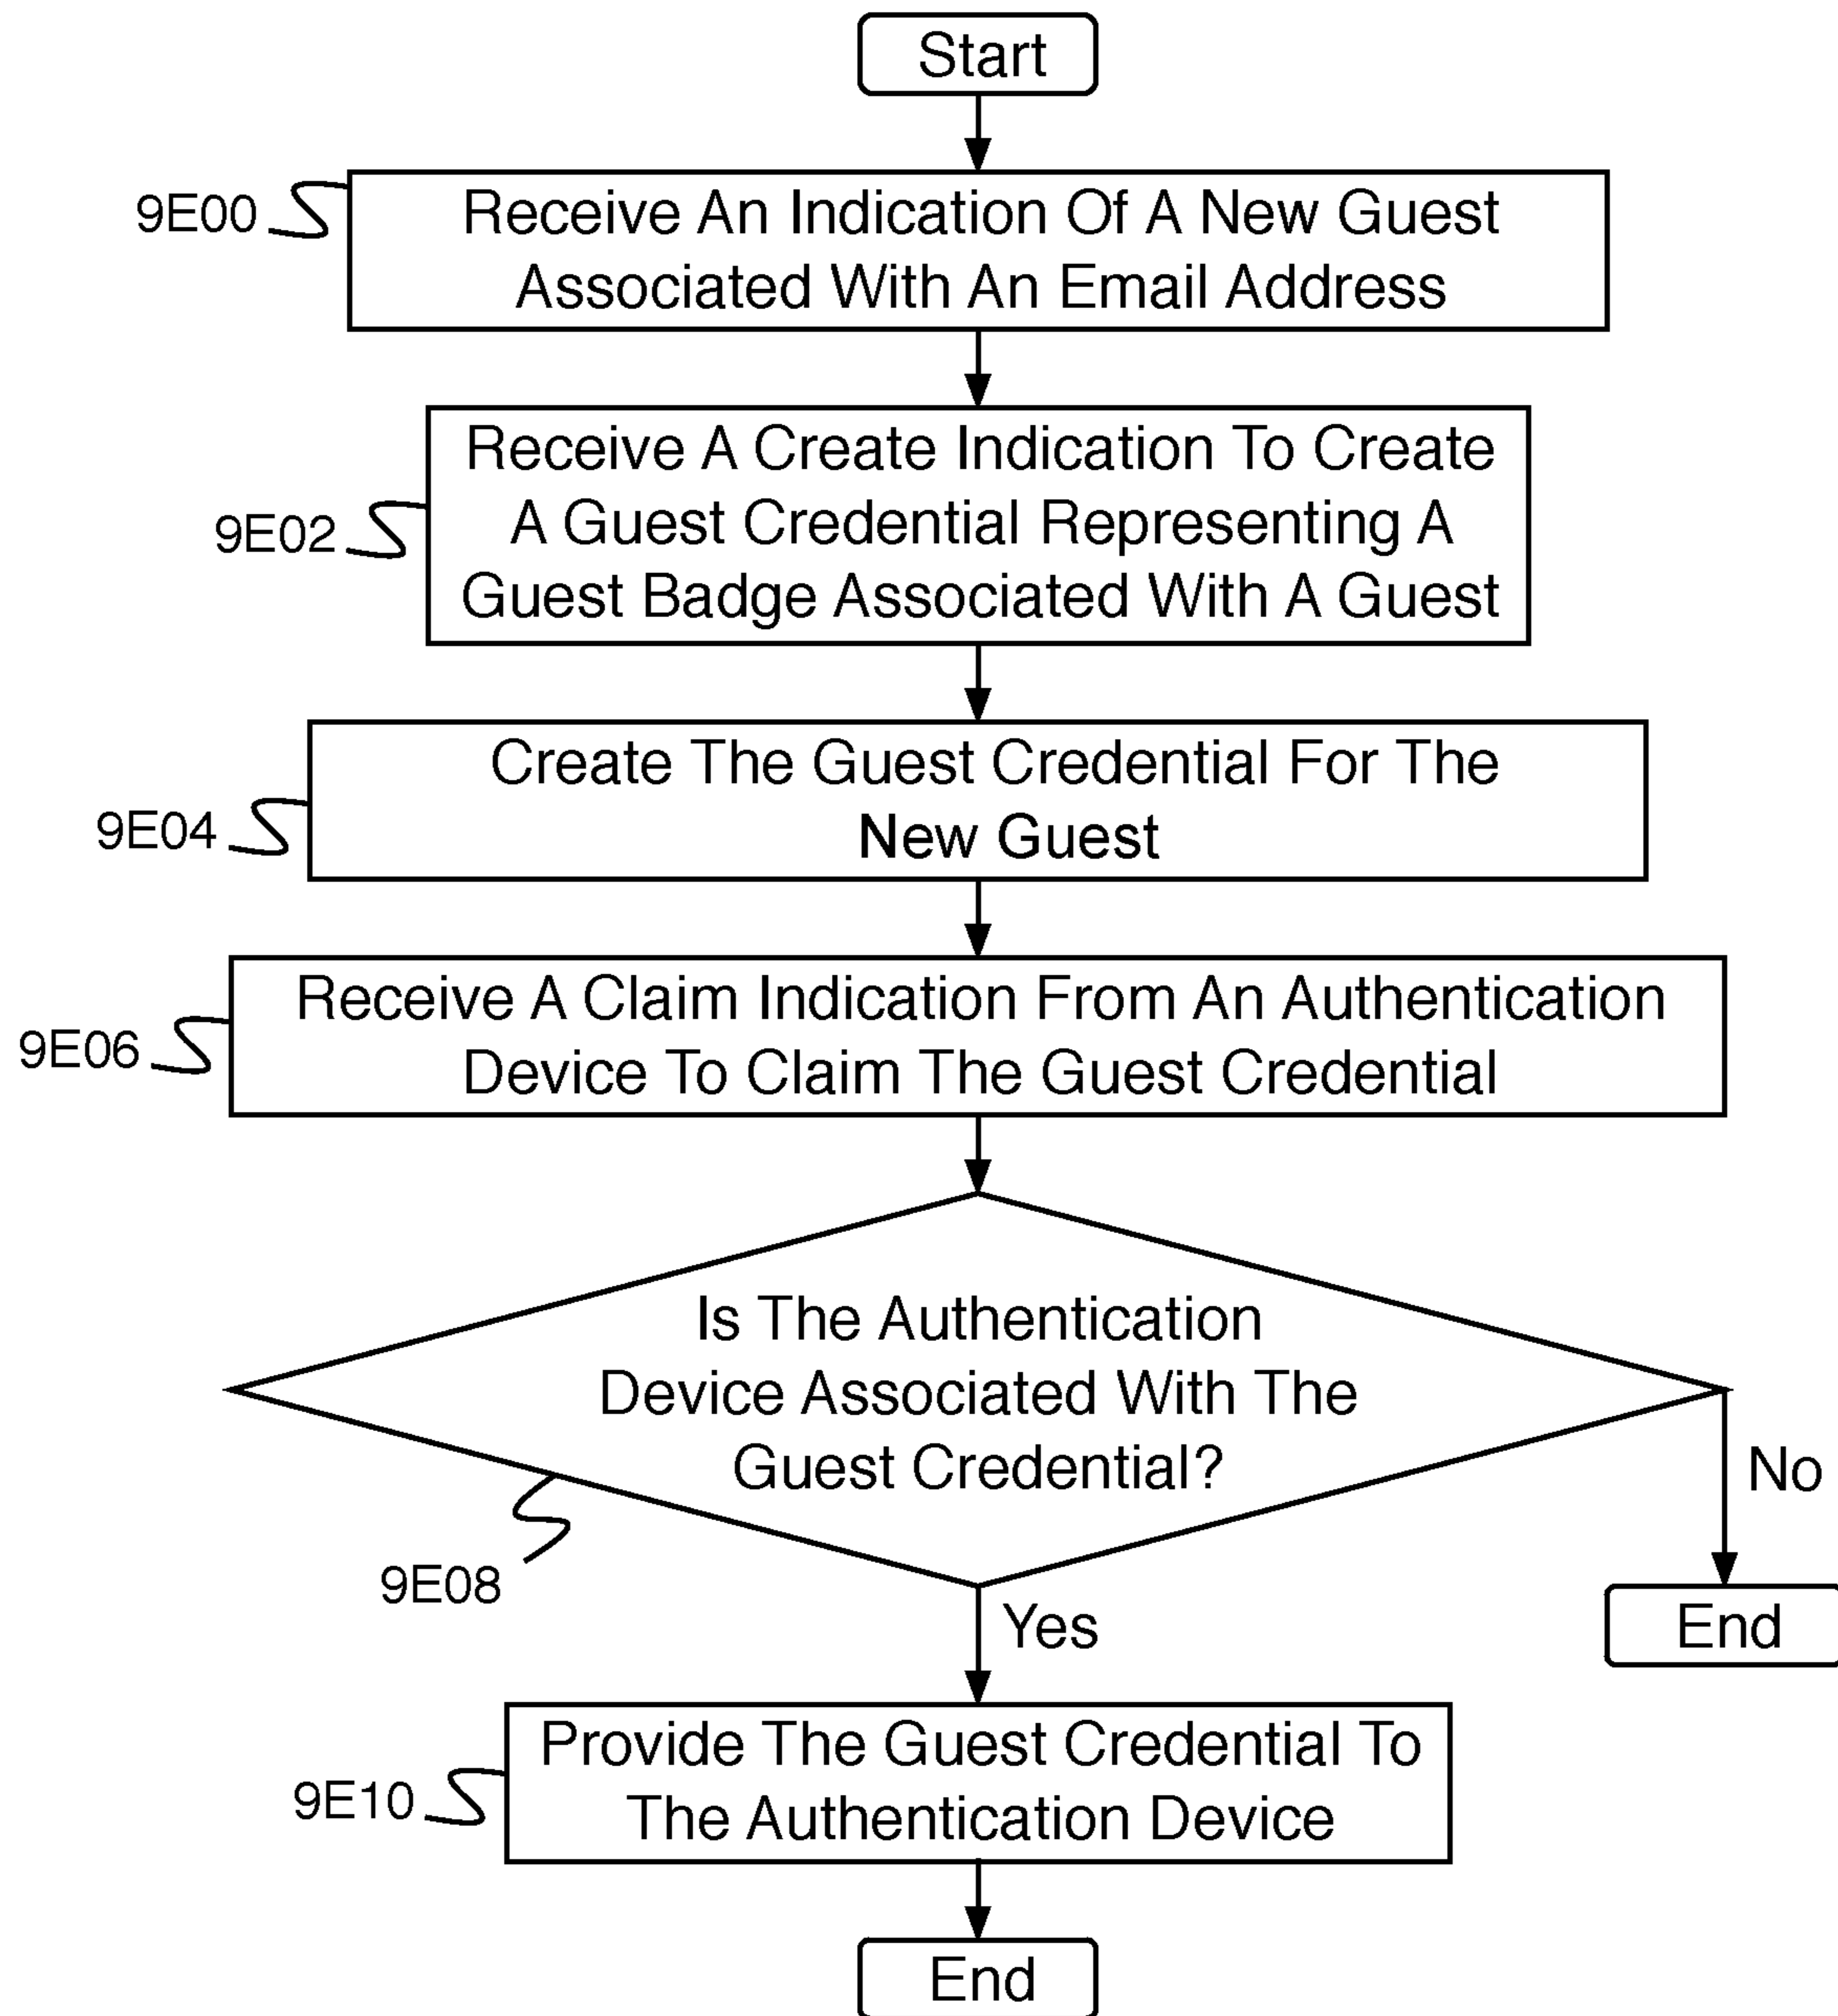 Start
9E00
Receive An Indication Of A New Guest
Associated With An Email Address
9E02
Receive A Create Indication To Create
A Guest Credential Representing A
Guest Badge Associated With A Guest
9E04
Create The Guest Credential For The
New Guest
9E06
Receive A Claim Indication From An Authentication
Device To Claim The Guest Credential
Is The Authentication
Device Associated With The
Guest Credential?
9E08
No
End
Yes
9E10
Provide The Guest Credential To
The Authentication Device
End